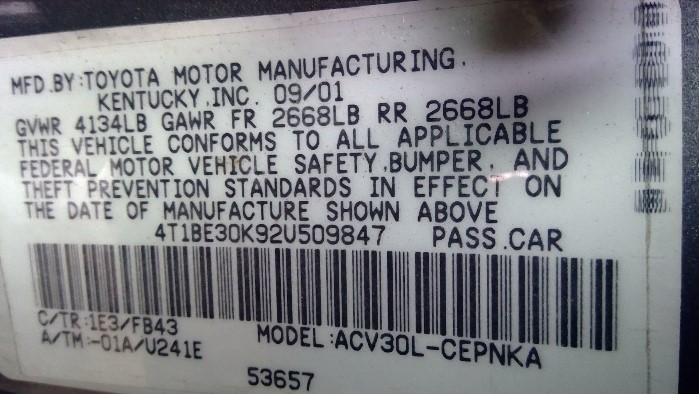 MFD.BY:TOYOTA MOTOR MANUFACTURING.
KENTUCKY,INC. 09/01
GVWR 4134LB GAWR FR 2668LB RR 2668LB
THIS VEHICLE CONFORMS TO ALL APPLICABLE
FEDERAL MOTOR VEHICLE SAFETY,BUMPER, AND
THEFT PREVENTION STANDARDS IN EFFECT ON
THE DATE OF MANUFACTURE SHOWN ABOVE
4T1BE30K92U509847 PASS.CAR
C/TR:1E3/FB43
A/TM:-01A/U241E
MODEL:ACV30L-CEPNKA
53657